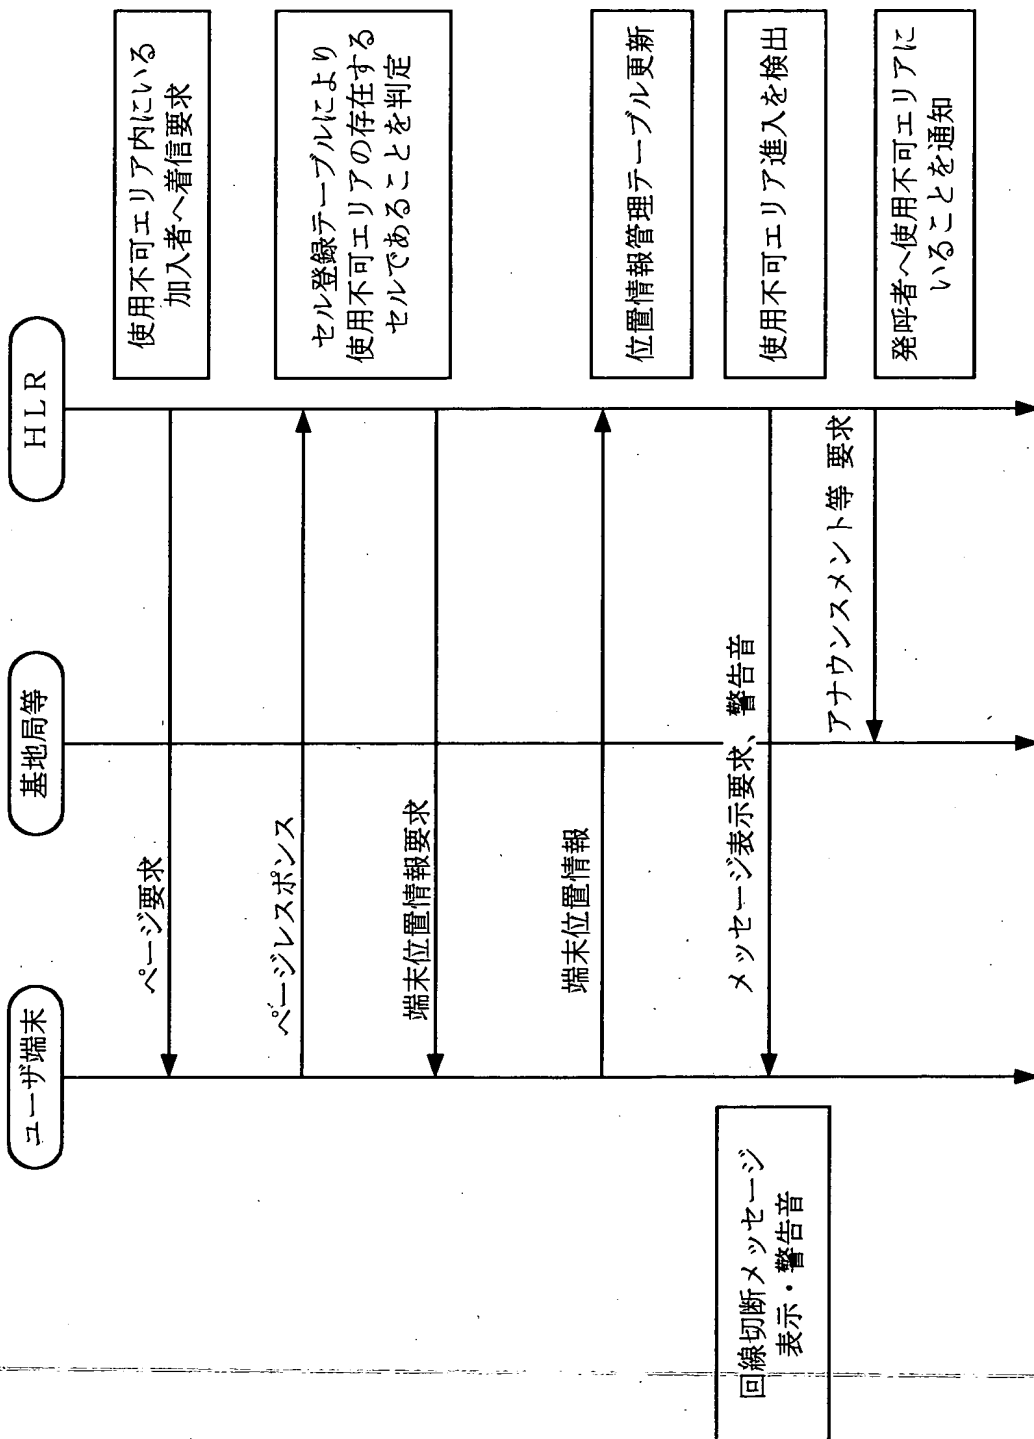 ユーザ端末
基地局等
HLR
ページ要求
使用不可エリア内にいる
加入者へ着信要求
ページレスポンス
セル登録テーブルにより
使用不可エリアの存在する
セルであることを判定
端末位置情報要求
端末位置情報
位置情報管理テーブル更新
回線切断メッセージ
表示・警告音
メッセージ表示要求、警告音
使用不可エリア進入を検出
アナウンスメント等 要求
発呼者へ使用不可エリアに
いることを通知